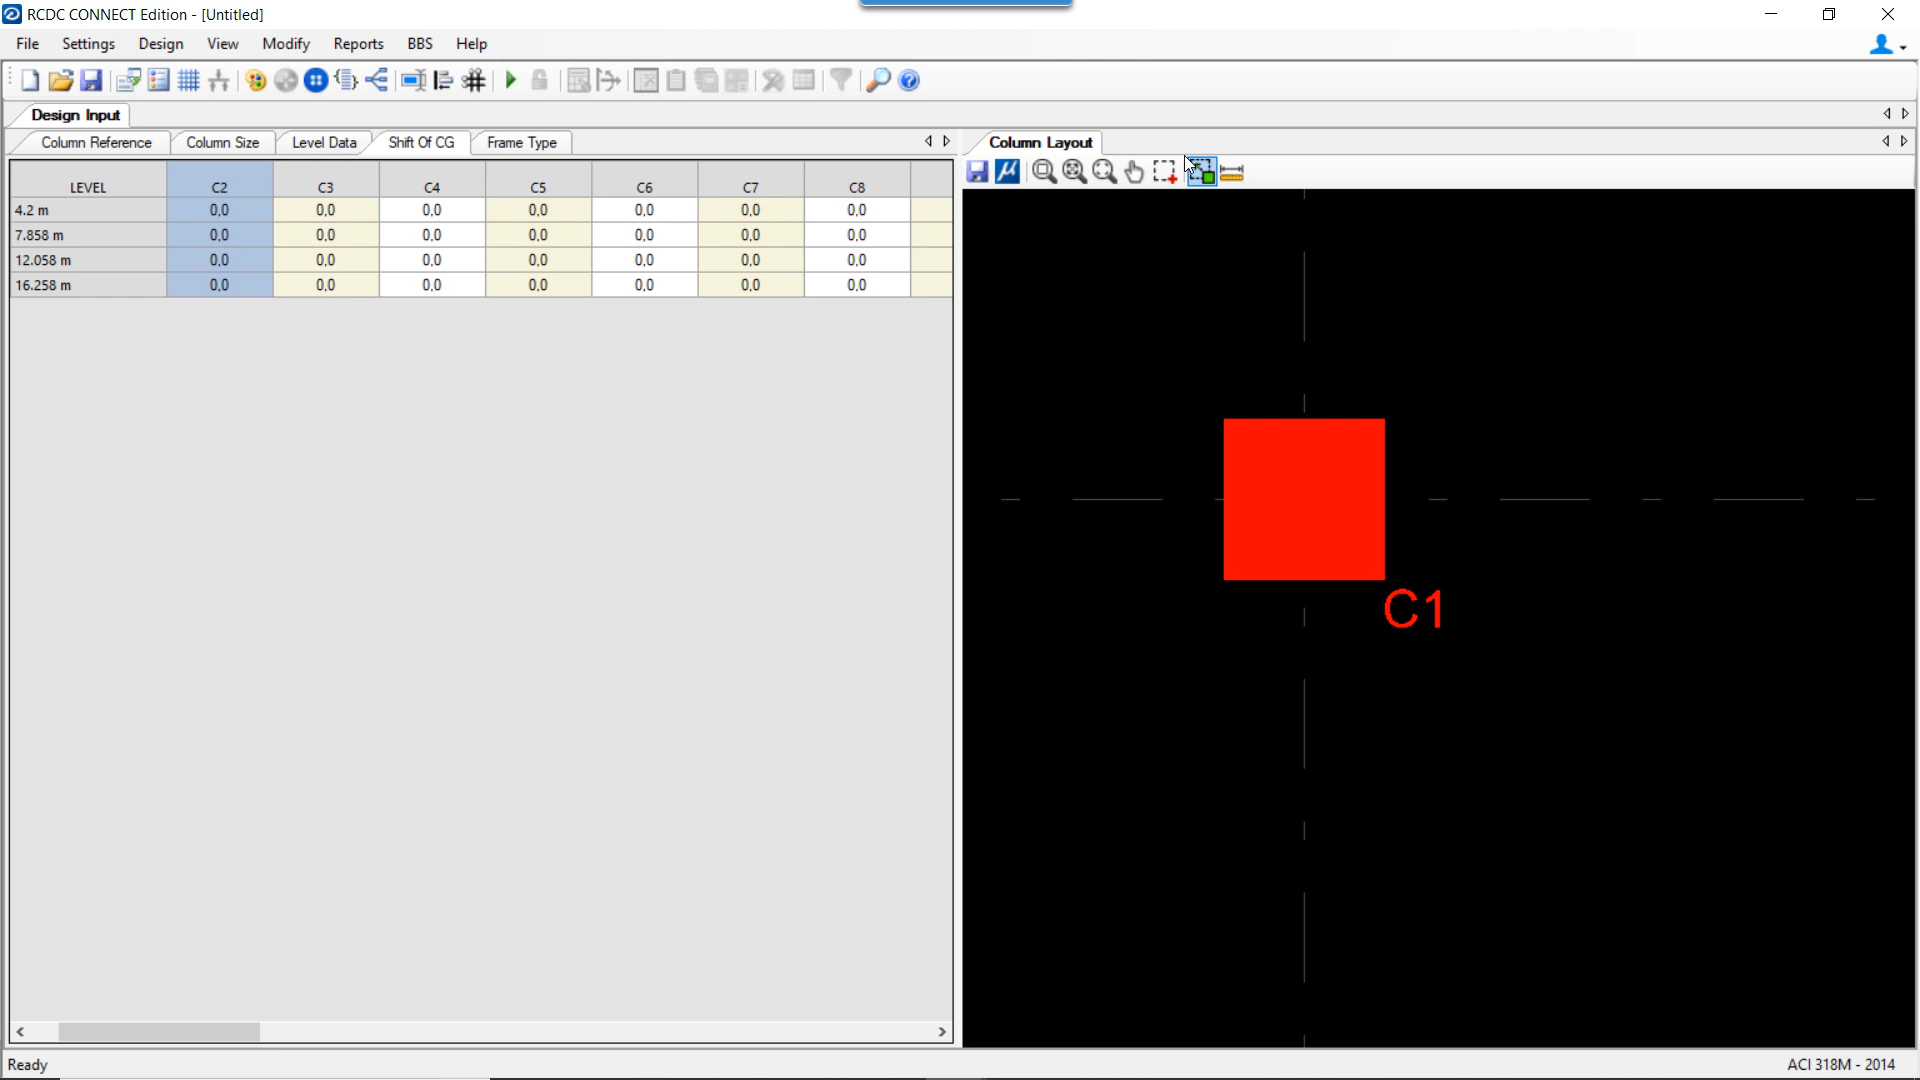 RCDC CONNECT Edition - [Untitled]
File Settings Design View Modify Reports BBS Help
Design Input
Column Reference Column Size Level Data Shift Of CG Frame Type
Column Layout
LEVEL C2 C3 C4 C5 C6 C7 C8
4.2 m 0,0 0,0 0,0 0,0 0,0 0,0 0,0
7.858 m 0,0 0,0 0,0 0,0 0,0 0,0 0,0
12.058 m 0,0 0,0 0,0 0,0 0,0 0,0 0,0
16.258 m 0,0 0,0 0,0 0,0 0,0 0,0 0,0
C1
Ready
ACI 318M - 2014